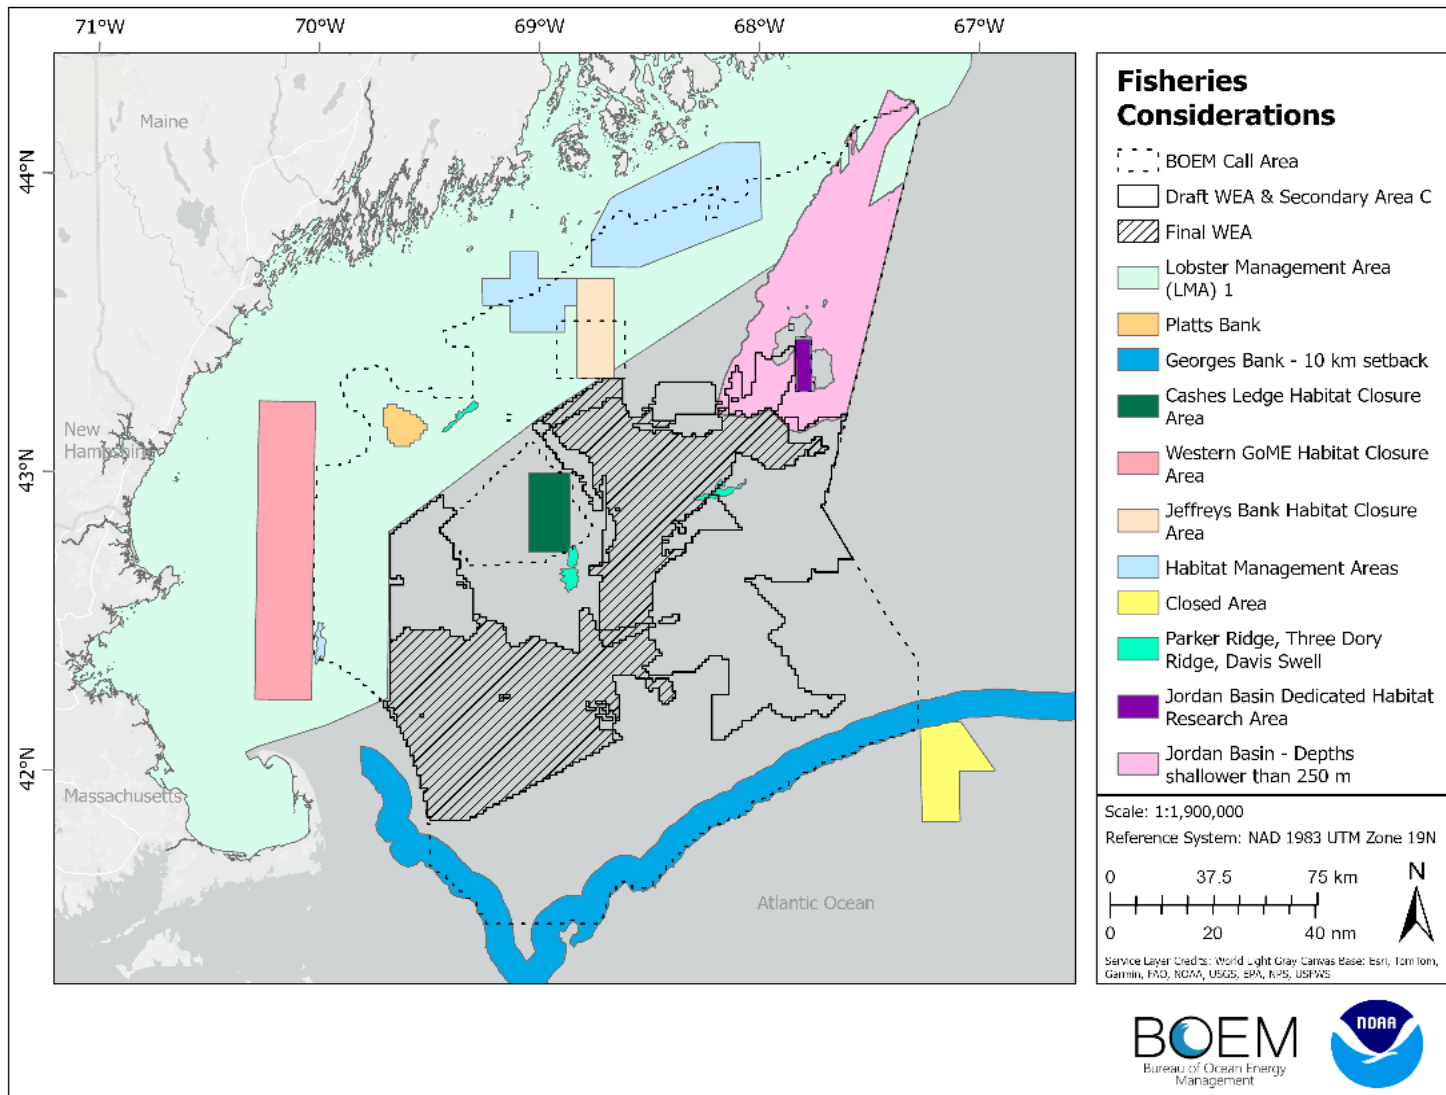 71°W 70°W 69°W 68°W 67°W
44°N
43°N
42°N
Maine
New
Hampshire
Massachusetts
Atlantic Ocean
Fisheries
Considerations
BOEM Call Area
Draft WEA & Secondary Area C
Final WEA
Lobster Management Area
(LMA) 1
Platts Bank
Georges Bank - 10 km setback
Cashes Ledge Habitat Closure
Area
Western GoME Habitat Closure
Area
Jeffreys Bank Habitat Closure
Area
Habitat Management Areas
Closed Area
Parker Ridge, Three Dory
Ridge, Davis Swell
Jordan Basin Dedicated Habitat
Research Area
Jordan Basin - Depths
shallower than 250 m
Scale: 1:1,900,000
Reference System: NAD 1983 UTM Zone 19N
0 37.5 75 km
0 20 40 nm
N
Service Layer Credits: World Light Gray Canvas Base: Esri, TomTom,
Garmin, FAO, NOAA, USGS, EPA, NPS, USFWS
BOEM
Bureau of Ocean Energy
Management
NOAA